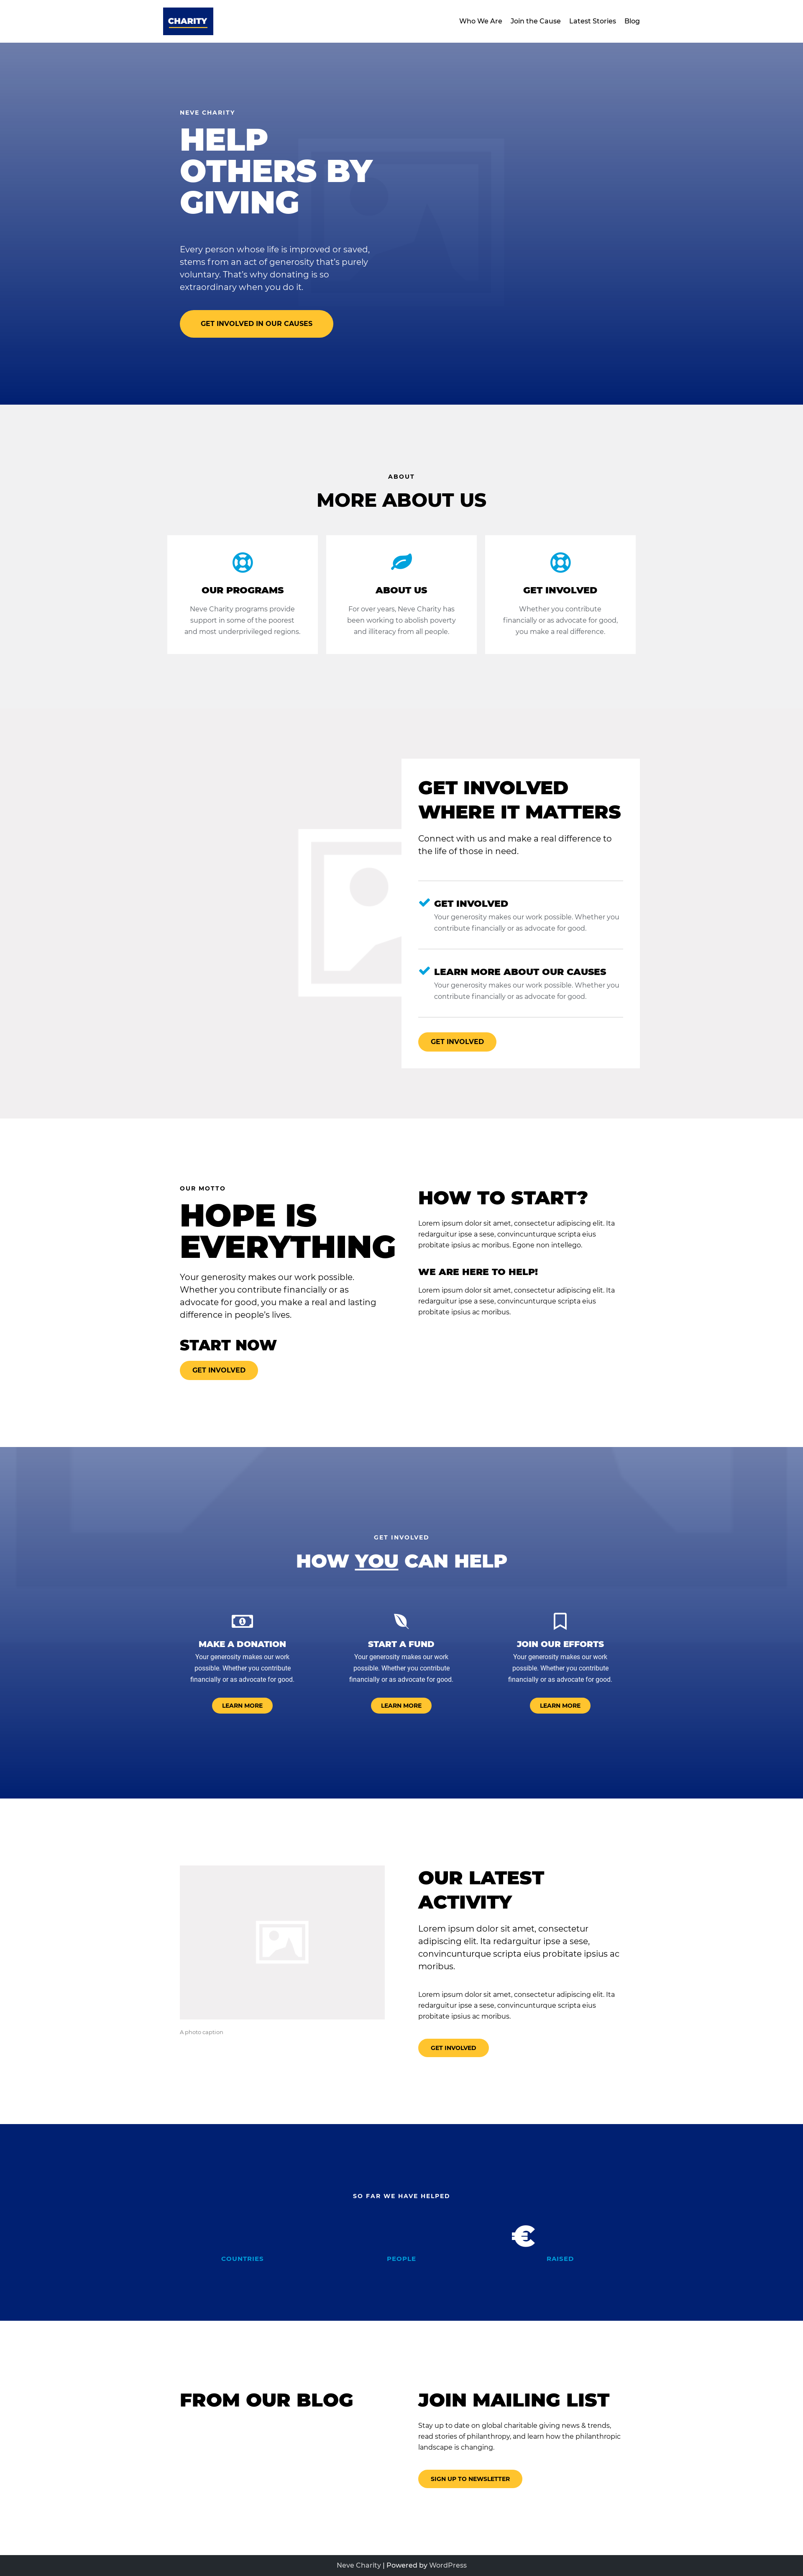 CHARITY
Who We Are Join the Cause Latest Stories Blog
NEVE CHARITY
HELP
OTHERS BY
GIVING
Every person whose life is improved or saved,
stems from an act of generosity that's purely
voluntary. That's why donating is so
extraordinary when you do it.
GET INVOLVED IN OUR CAUSES
ABOUT
MORE ABOUT US
OUR PROGRAMS
Neve Charity programs provide
support in some of the poorest
and most underprivileged regions.
ABOUT US
For over years, Neve Charity has
been working to abolish poverty
and illiteracy from all people.
GET INVOLVED
Whether you contribute
financially or as advocate for good,
you make a real difference.
GET INVOLVED
WHERE IT MATTERS
Connect with us and make a real difference to
the life of those in need.
GET INVOLVED
Your generosity makes our work possible. Whether you
contribute financially or as advocate for good.
LEARN MORE ABOUT OUR CAUSES
Your generosity makes our work possible. Whether you
contribute financially or as advocate for good.
GET INVOLVED
OUR MOTTO
HOPE IS
EVERYTHING
Your generosity makes our work possible.
Whether you contribute financially or as
advocate for good, you make a real and lasting
difference in people's lives.
START NOW
GET INVOLVED
HOW TO START?
Lorem ipsum dolor sit amet, consectetur adipiscing elit. Ita
redarguitur ipse a sese, convincunturque scripta eius
probitate ipsius ac moribus. Egone non intellego.
WE ARE HERE TO HELP!
Lorem ipsum dolor sit amet, consectetur adipiscing elit. Ita
redarguitur ipse a sese, convincunturque scripta eius
probitate ipsius ac moribus.
GET INVOLVED
HOW YOU CAN HELP
MAKE A DONATION
Your generosity makes our work
possible. Whether you contribute
financially or as advocate for good.
LEARN MORE
START A FUND
Your generosity makes our work
possible. Whether you contribute
financially or as advocate for good.
LEARN MORE
JOIN OUR EFFORTS
Your generosity makes our work
possible. Whether you contribute
financially or as advocate for good.
LEARN MORE
A photo caption
OUR LATEST
ACTIVITY
Lorem ipsum dolor sit amet, consectetur
adipiscing elit. Ita redarguitur ipse a sese,
convincunturque scripta eius probitate ipsius ac
moribus.
Lorem ipsum dolor sit amet, consectetur adipiscing elit. Ita
redarguitur ipse a sese, convincunturque scripta eius
probitate ipsius ac moribus.
GET INVOLVED
SO FAR WE HAVE HELPED
€
COUNTRIES PEOPLE RAISED
FROM OUR BLOG
JOIN MAILING LIST
Stay up to date on global charitable giving news & trends,
read stories of philanthropy, and learn how the philanthropic
landscape is changing.
SIGN UP TO NEWSLETTER
Neve Charity | Powered by WordPress